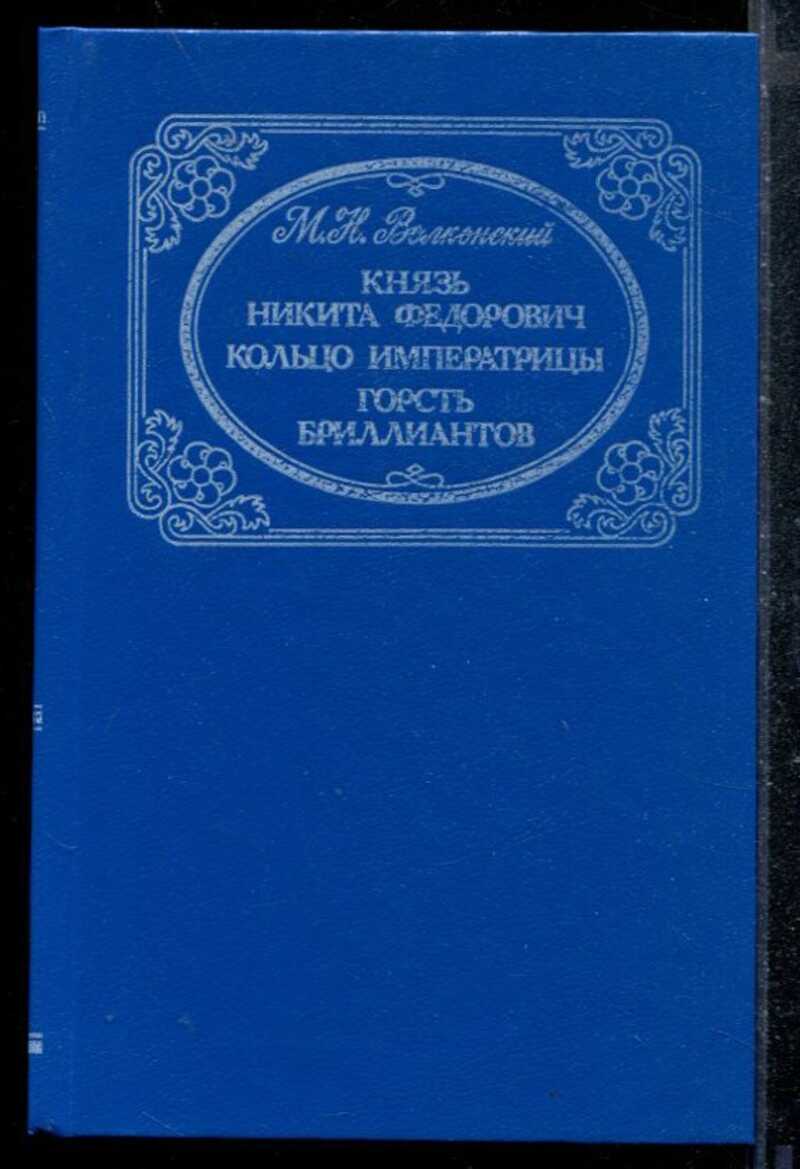 М.Н. Волконский
КНЯЗЬ
НИКИТА ФЕДОРОВИЧ
КОЛЬЦО ИМПЕРАТРИЦЫ
ГОРСТЬ
БРИЛЛИАНТОВ